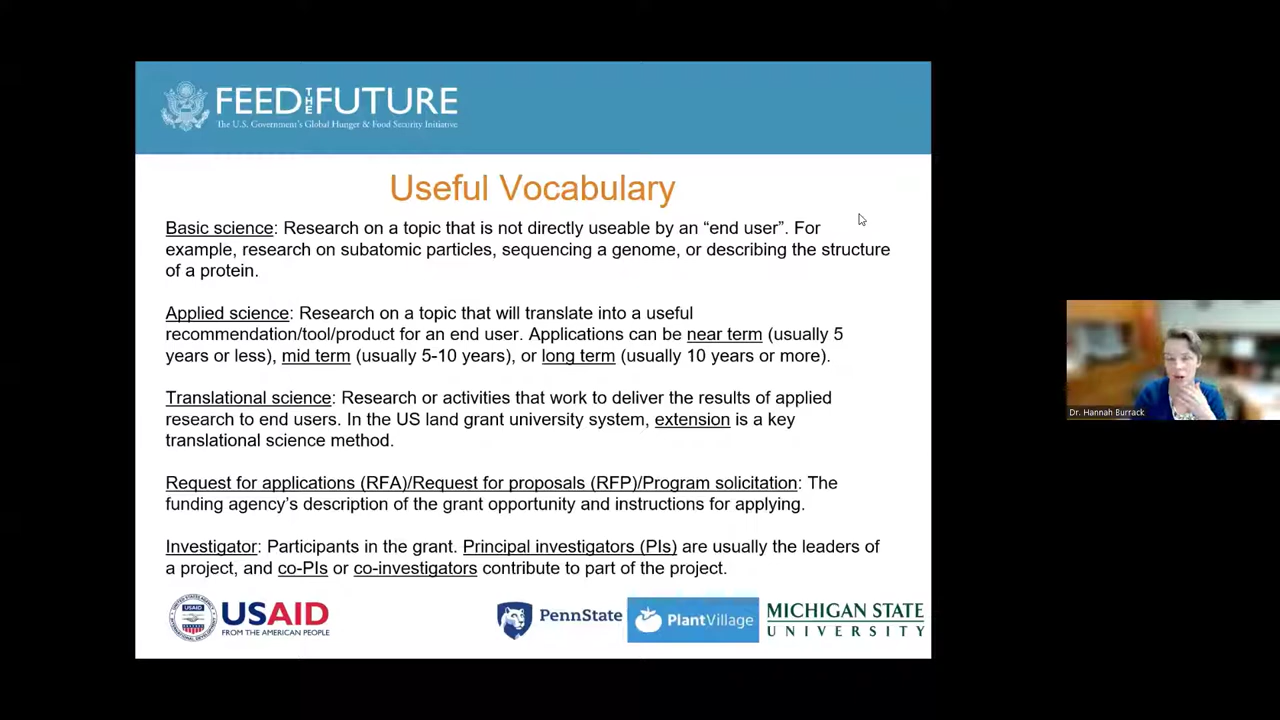 FEED THE FUTURE
The U.S. Government's Global Hunger & Food Security Initiative
Useful Vocabulary
Basic science: Research on a topic that is not directly useable by an “end user”. For
example, research on subatomic particles, sequencing a genome, or describing the structure
of a protein.
Applied science: Research on a topic that will translate into a useful
recommendation/tool/product for an end user. Applications can be near term (usually 5
years or less), mid term (usually 5-10 years), or long term (usually 10 years or more).
Translational science: Research or activities that work to deliver the results of applied
research to end users. In the US land grant university system, extension is a key
translational science method.
Request for applications (RFA)/Request for proposals (RFP)/Program solicitation: The
funding agency’s description of the grant opportunity and instructions for applying.
Investigator: Participants in the grant. Principal investigators (PIs) are usually the leaders of
a project, and co-PIs or co-investigators contribute to part of the project.
USAID
USAID
FROM THE AMERICAN PEOPLE
PennState
PlantVillage
MICHIGAN STATE
UNIVERSITY
Dr. Hannah Burrack